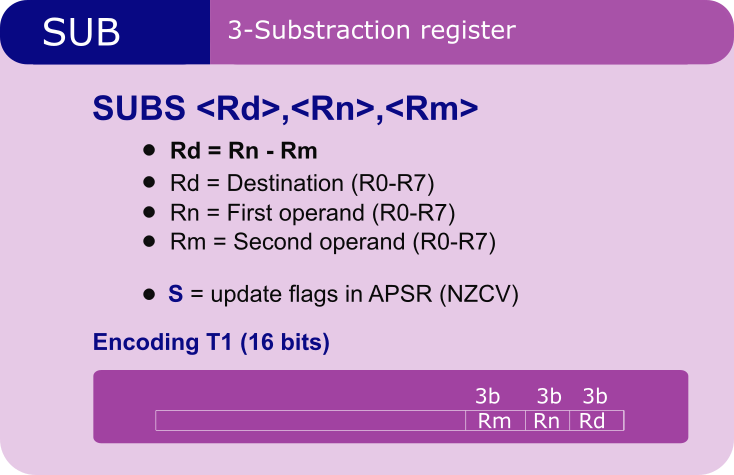 SUB
3-Substraction register
SUBS <Rd>,<Rn>,<Rm>
● Rd = Rn - Rm
● Rd = Destination (R0-R7)
● Rn = First operand (R0-R7)
● Rm = Second operand (R0-R7)
● S = update flags in APSR (NZCV)
Encoding T1 (16 bits)
3b 3b 3b
Rm Rn Rd